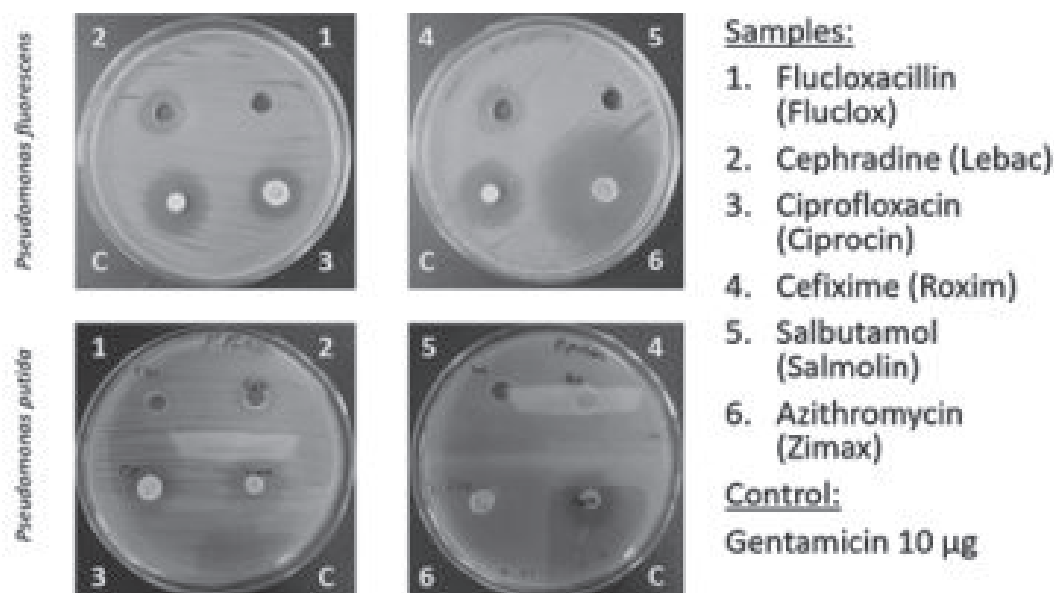 Pseudomonas fluorescens
2 1
C 3
4 5
C 6
Pseudomonas putida
1 2
3 C
5 4
6 C
Samples:
1. Flucloxacillin
(Fluclox)
2. Cephradine (Lebac)
3. Ciprofloxacin
(Ciprocin)
4. Cefixime (Roxim)
5. Salbutamol
(Salmolin)
6. Azithromycin
(Zimax)
Control:
Gentamicin 10 µg